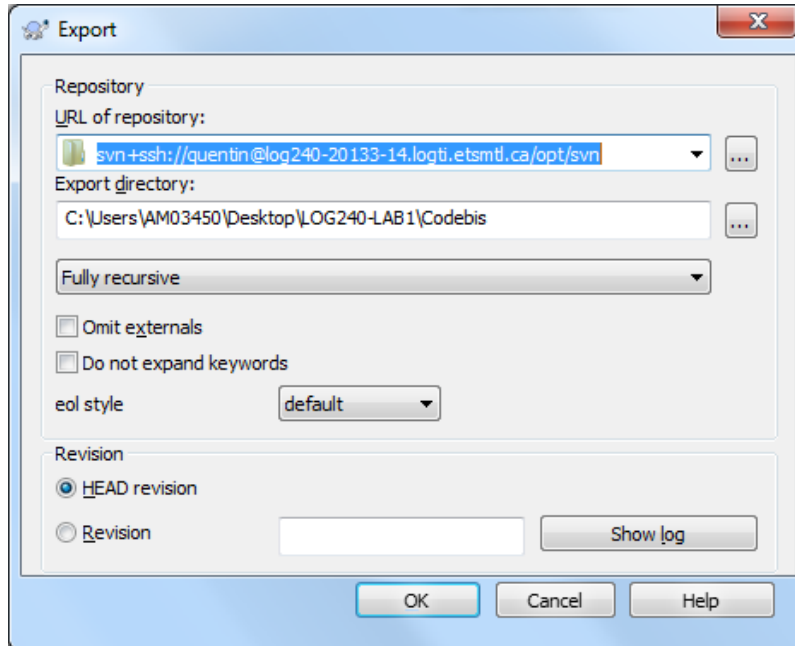 Export
Repository
URL of repository:
svn+ssh://quentin@log240-20133-14.logti.etsmtl.ca/opt/svn
...
Export directory:
C:\Users\AM03450\Desktop\LOG240-LAB1\Codebis
...
Fully recursive
Omit externals
Do not expand keywords
eol style default
Revision
HEAD revision
Revision Show log
OK Cancel Help